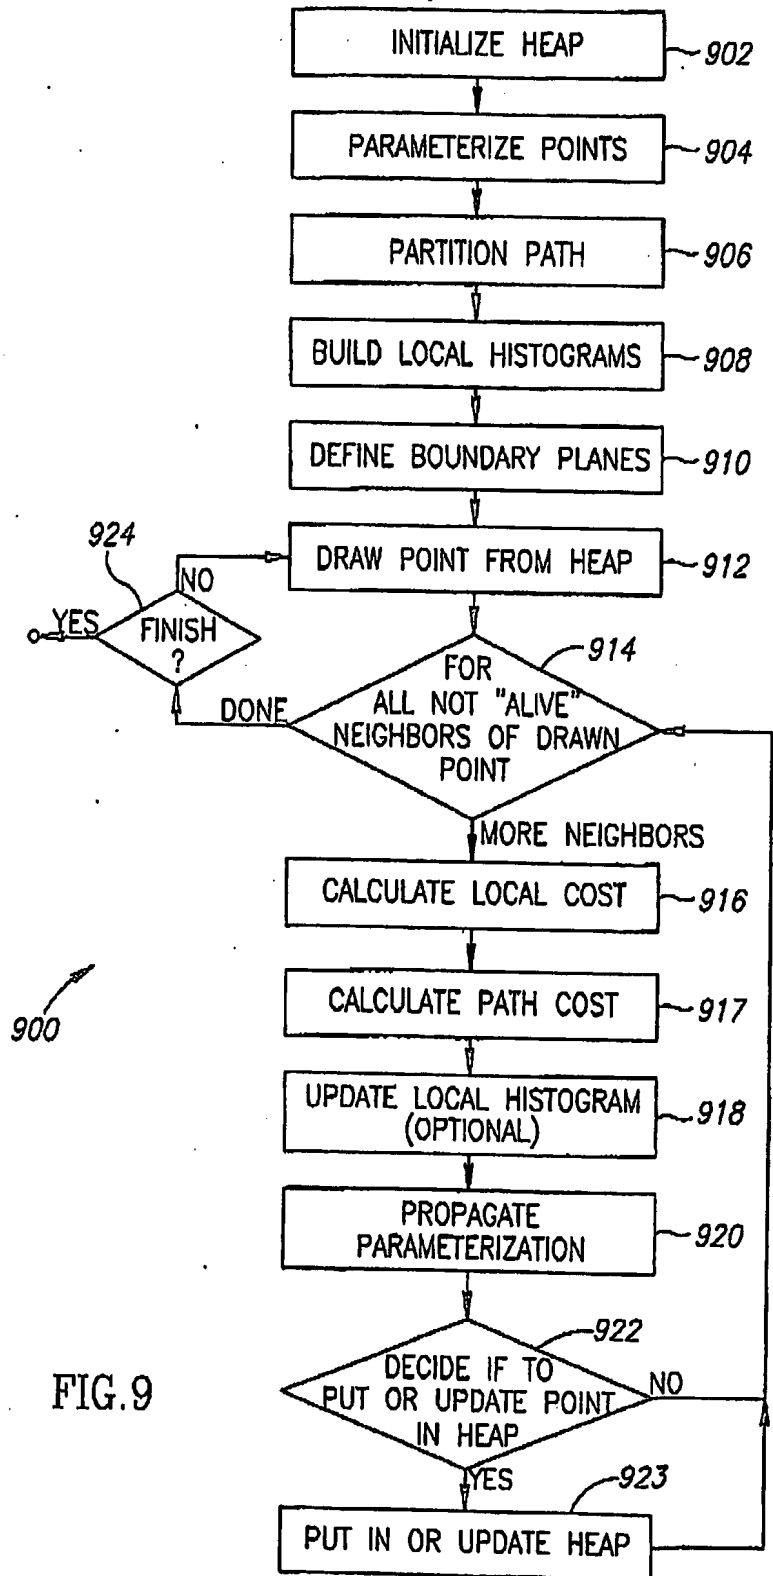 INITIALIZE HEAP
902
PARAMETERIZE POINTS
904
PARTITION PATH
906
BUILD LOCAL HISTOGRAMS
908
DEFINE BOUNDARY PLANES
910
DRAW POINT FROM HEAP
912
924
NO
YES
FINISH
?
DONE
914
FOR
ALL NOT "ALIVE"
NEIGHBORS OF DRAWN
POINT
MORE NEIGHBORS
CALCULATE LOCAL COST
916
CALCULATE PATH COST
917
900
UPDATE LOCAL HISTOGRAM
(OPTIONAL)
918
PROPAGATE
PARAMETERIZATION
920
922
DECIDE IF TO
PUT OR UPDATE POINT
IN HEAP
NO
YES
FIG.9
923
PUT IN OR UPDATE HEAP